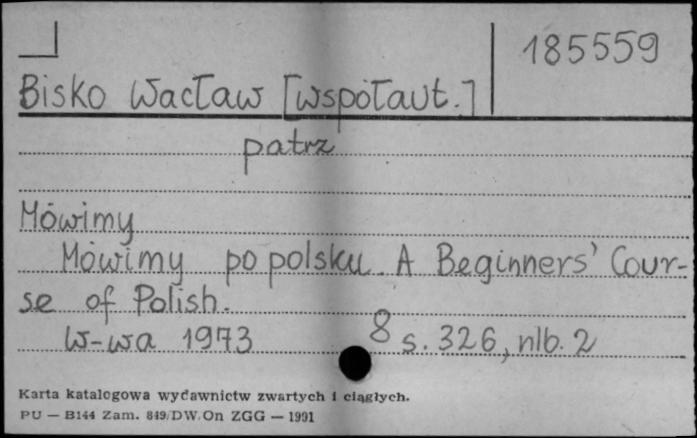 185559
Bisko Wacław [współaut.]
patrz
Mówimy
Mówimy po polsku. A Beginners' Cour-
se of Polish.
W-wa 1973 8 s. 326, nlb. 2
Karta katalogowa wydawnictw zwartych i ciągłych.
PU — B144 Zam. 849/DW.On ZGG — 1991